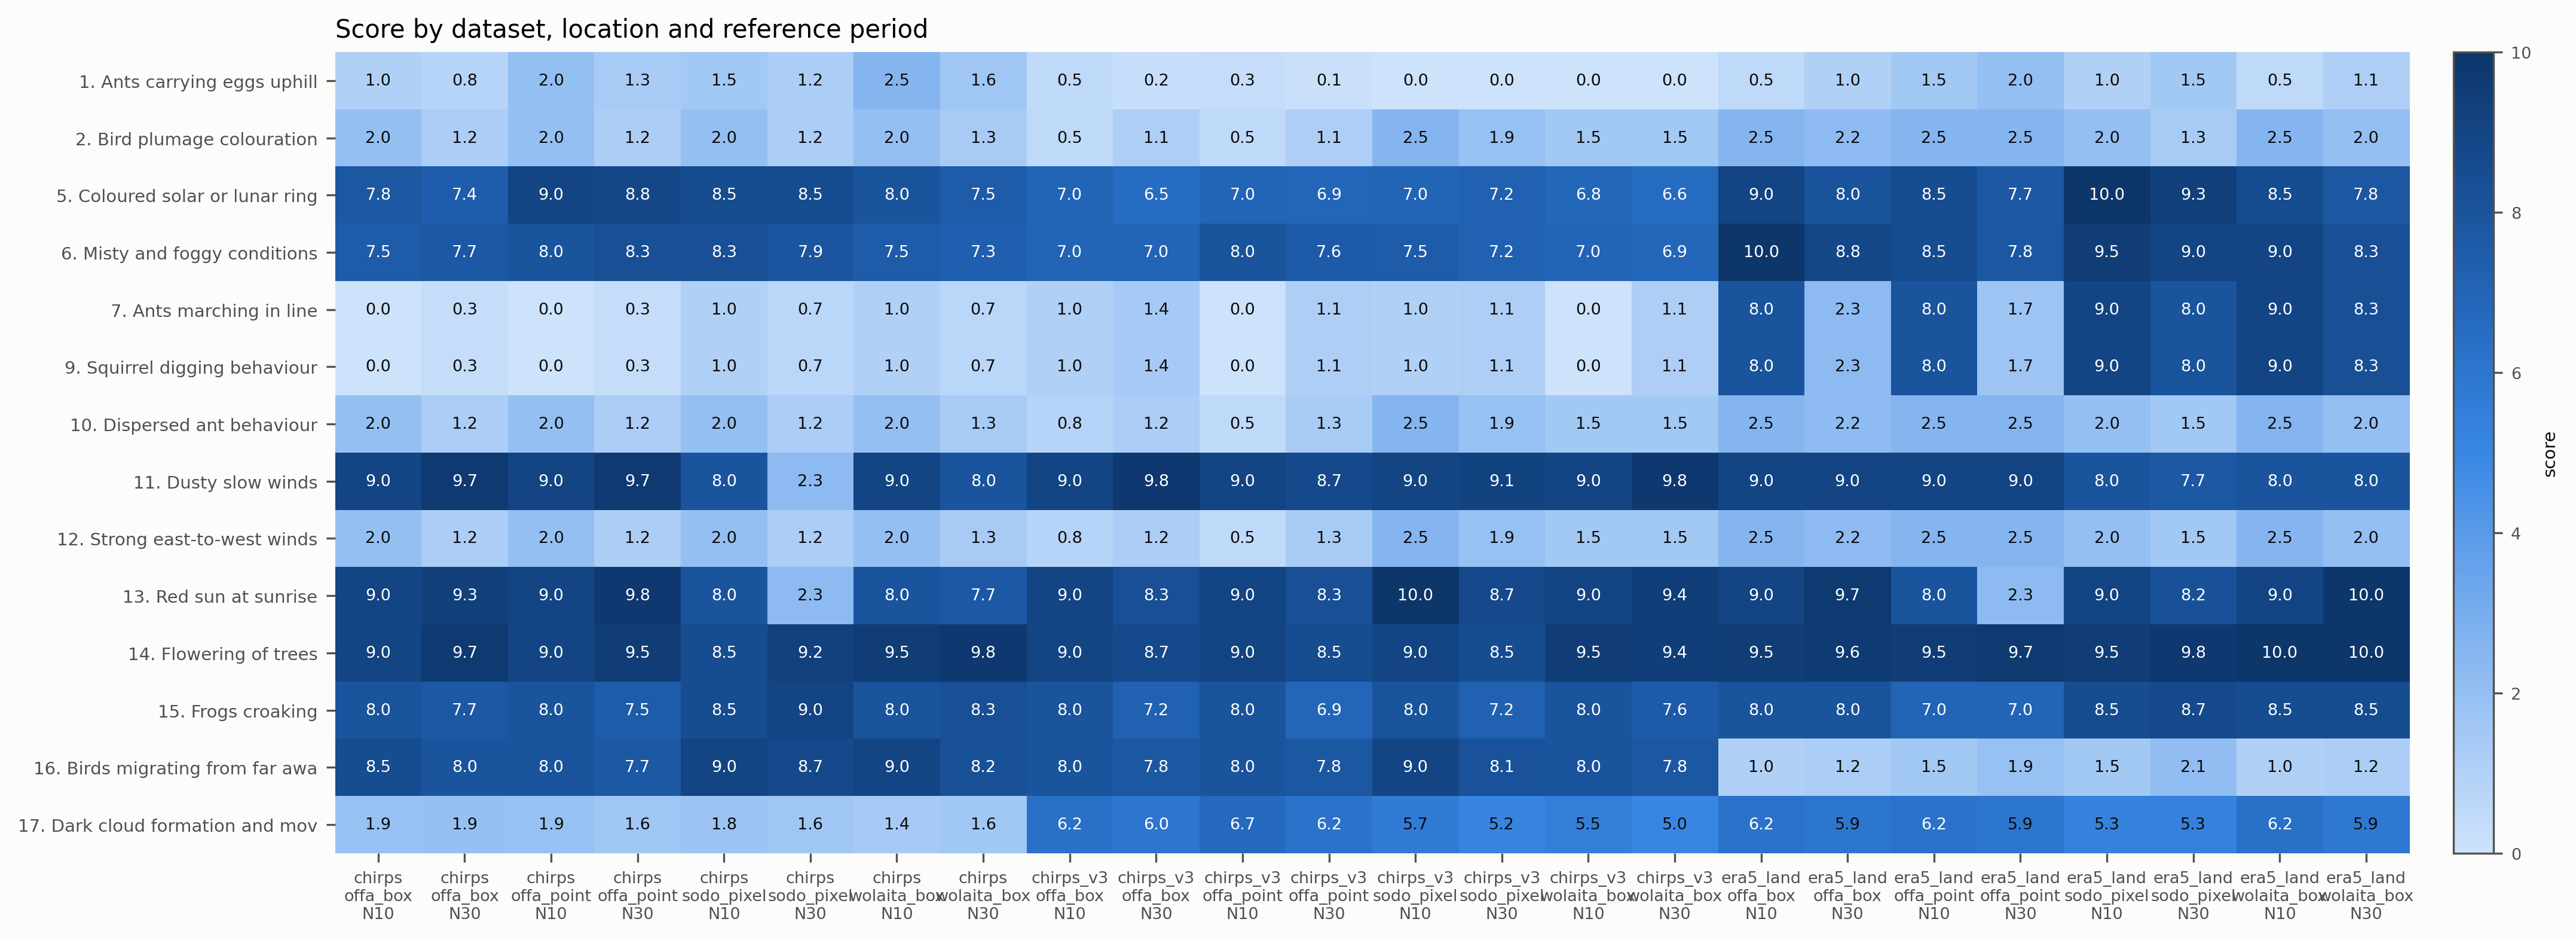 Score by dataset, location and reference period
1. Ants carrying eggs uphill 1.0 0.8 2.0 1.3 1.5 1.2 2.5 1.6 0.5 0.2 0.3 0.1 0.0 0.0 0.0 0.0 0.5 1.0 1.5 2.0 1.0 1.5 0.5 1.1
2. Bird plumage colouration 2.0 1.2 2.0 1.2 2.0 1.2 2.0 1.3 0.5 1.1 0.5 1.1 2.5 1.9 1.5 1.5 2.5 2.2 2.5 2.5 2.0 1.3 2.5 2.0
5. Coloured solar or lunar ring 7.8 7.4 9.0 8.8 8.5 8.5 8.0 7.5 7.0 6.5 7.0 6.9 7.0 7.2 6.8 6.6 9.0 8.0 8.5 7.7 10.0 9.3 8.5 7.8
6. Misty and foggy conditions 7.5 7.7 8.0 8.3 8.3 7.9 7.5 7.3 7.0 7.0 8.0 7.6 7.5 7.2 7.0 6.9 10.0 8.8 8.5 7.8 9.5 9.0 9.0 8.3
7. Ants marching in line 0.0 0.3 0.0 0.3 1.0 0.7 1.0 0.7 1.0 1.4 0.0 1.1 1.0 1.1 0.0 1.1 8.0 2.3 8.0 1.7 9.0 8.0 9.0 8.3
9. Squirrel digging behaviour 0.0 0.3 0.0 0.3 1.0 0.7 1.0 0.7 1.0 1.4 0.0 1.1 1.0 1.1 0.0 1.1 8.0 2.3 8.0 1.7 9.0 8.0 9.0 8.3
10. Dispersed ant behaviour 2.0 1.2 2.0 1.2 2.0 1.2 2.0 1.3 0.8 1.2 0.5 1.3 2.5 1.9 1.5 1.5 2.5 2.2 2.5 2.5 2.0 1.5 2.5 2.0
11. Dusty slow winds 9.0 9.7 9.0 9.7 8.0 2.3 9.0 8.0 9.0 9.8 9.0 8.7 9.0 9.1 9.0 9.8 9.0 9.0 9.0 9.0 8.0 7.7 8.0 8.0
12. Strong east-to-west winds 2.0 1.2 2.0 1.2 2.0 1.2 2.0 1.3 0.8 1.2 0.5 1.3 2.5 1.9 1.5 1.5 2.5 2.2 2.5 2.5 2.0 1.5 2.5 2.0
13. Red sun at sunrise 9.0 9.3 9.0 9.8 8.0 2.3 8.0 7.7 9.0 8.3 9.0 8.3 10.0 8.7 9.0 9.4 9.0 9.7 8.0 2.3 9.0 8.2 9.0 10.0
14. Flowering of trees 9.0 9.7 9.0 9.5 8.5 9.2 9.5 9.8 9.0 8.7 9.0 8.5 9.0 8.5 9.5 9.4 9.5 9.6 9.5 9.7 9.5 9.8 10.0 10.0
15. Frogs croaking 8.0 7.7 8.0 7.5 8.5 9.0 8.0 8.3 8.0 7.2 8.0 6.9 8.0 7.2 8.0 7.6 8.0 8.0 7.0 7.0 8.5 8.7 8.5 8.5
16. Birds migrating from far awa 8.5 8.0 8.0 7.7 9.0 8.7 9.0 8.2 8.0 7.8 8.0 7.8 9.0 8.1 8.0 7.8 1.0 1.2 1.5 1.9 1.5 2.1 1.0 1.2
17. Dark cloud formation and mov 1.9 1.9 1.9 1.6 1.8 1.6 1.4 1.6 6.2 6.0 6.7 6.2 5.7 5.2 5.5 5.0 6.2 5.9 6.2 5.9 5.3 5.3 6.2 5.9
chirps chirps chirps chirps chirps chirps chirps chirps chirps_v3 chirps_v3 chirps_v3 chirps_v3 chirps_v3 chirps_v3 chirps_v3 chirps_v3 era5_land era5_land era5_land era5_land era5_land era5_land era5_land era5_land
offa_box offa_box offa_point offa_point sodo_pixel sodo_pixel wolaita_box wolaita_box offa_box offa_box offa_point offa_point sodo_pixel sodo_pixel wolaita_box wolaita_box offa_box offa_box offa_point offa_point sodo_pixel sodo_pixel wolaita_box wolaita_box
N10 N30 N10 N30 N10 N30 N10 N30 N10 N30 N10 N30 N10 N30 N10 N30 N10 N30 N10 N30 N10 N30 N10 N30
10
8
6
4
2
0
score